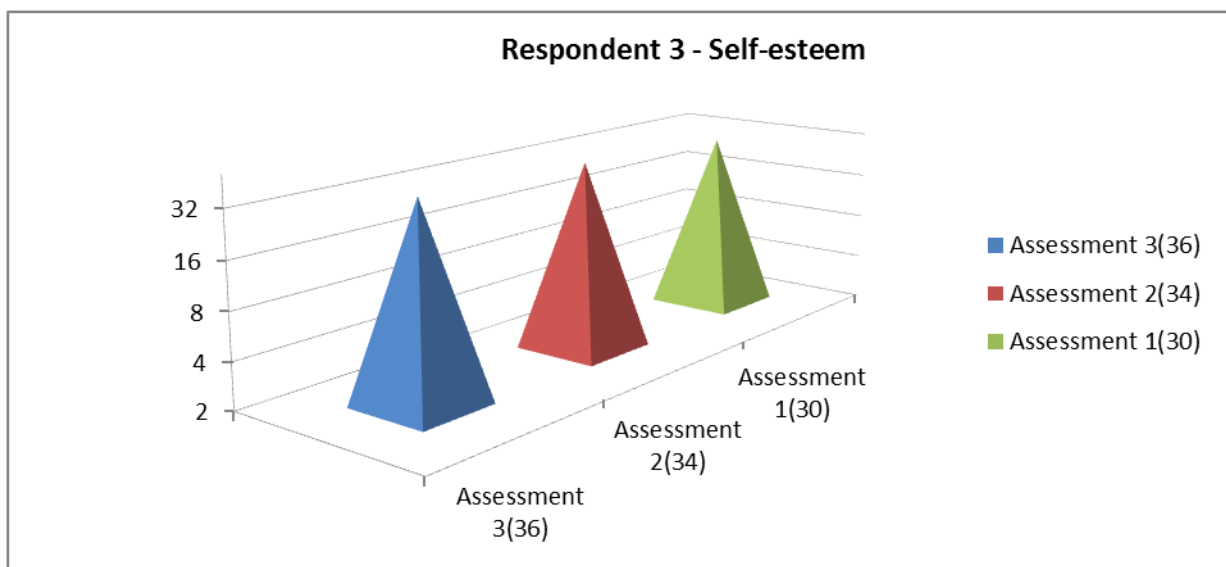 Respondent 3 - Self-esteem
32
16
8
4
2
Assessment
3(36)
Assessment
2(34)
Assessment
1(30)
Assessment 3(36)
Assessment 2(34)
Assessment 1(30)